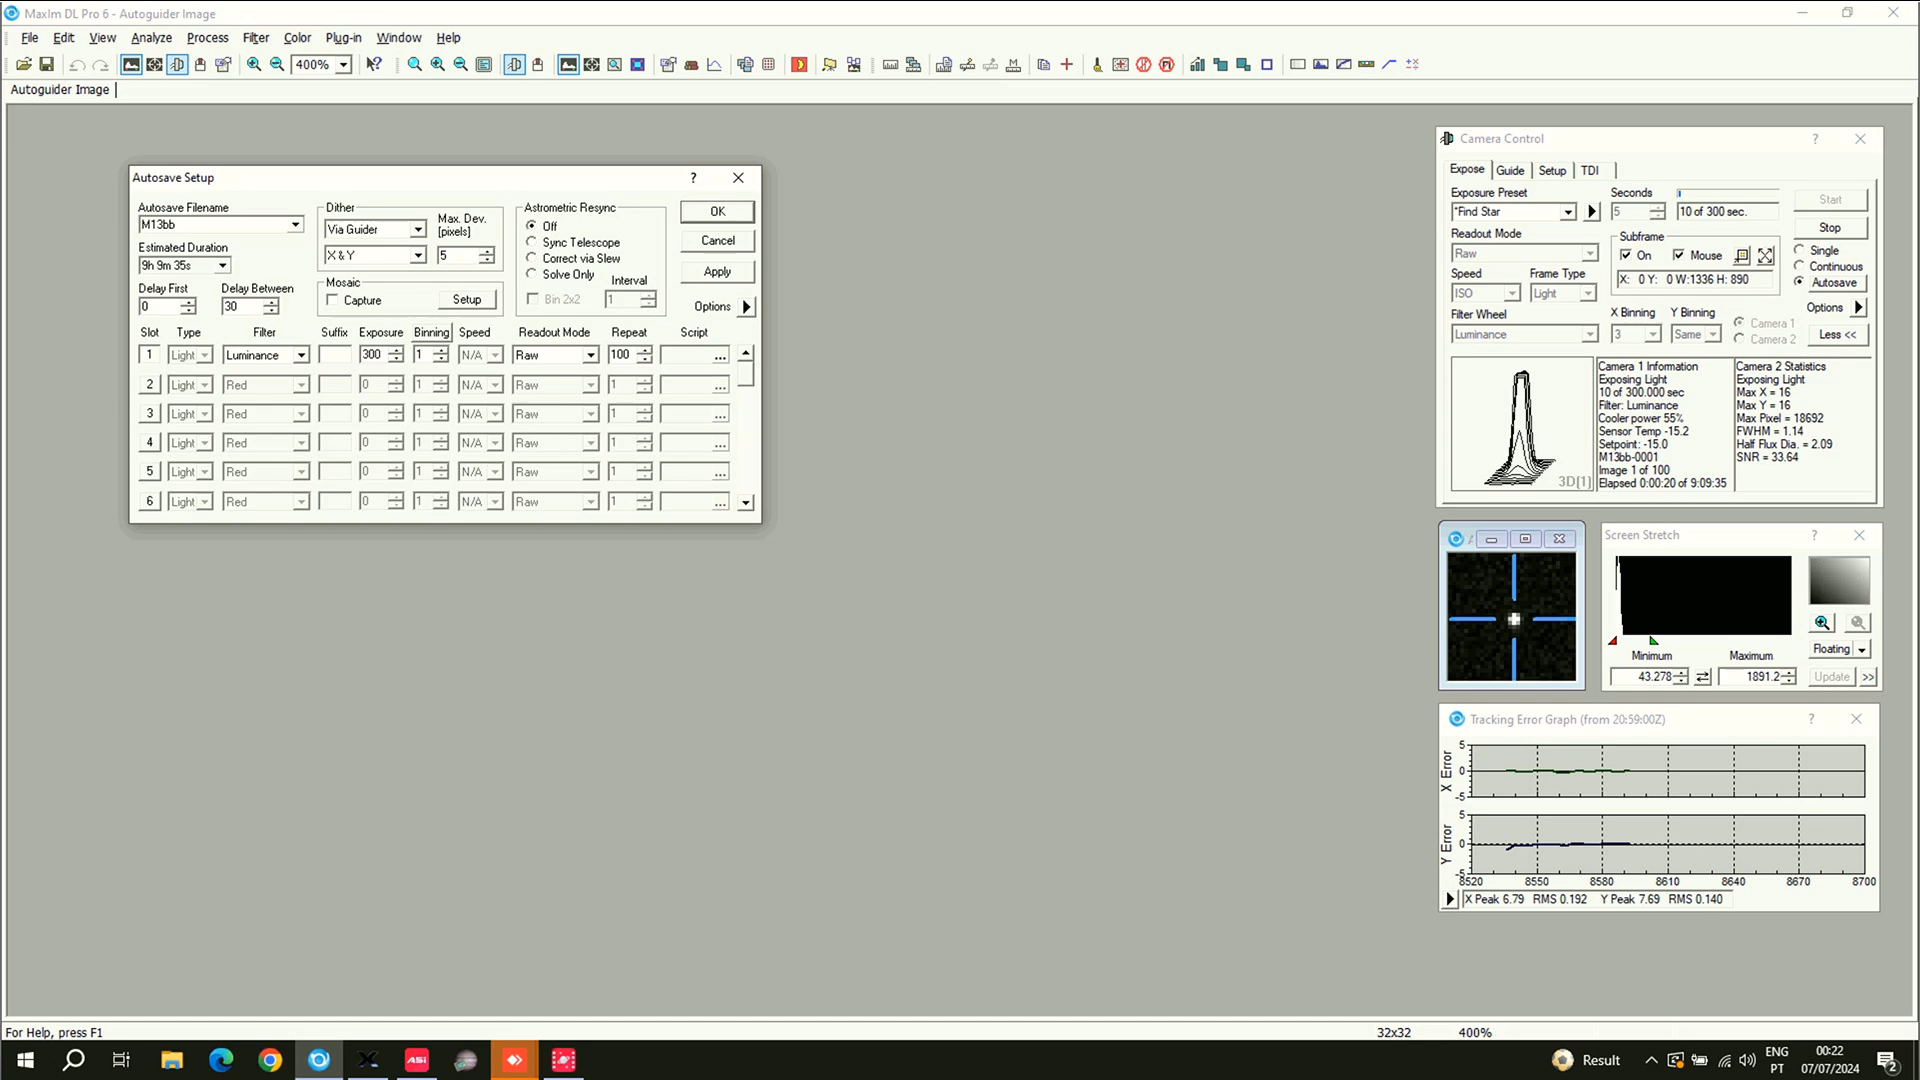 MaxIm DL Pro 6 - Autoguider Image
File Edit View Analyze Process Filter Color Plug-in Window Help
400%
Autoguider Image
Autosave Setup ?
Autosave Filename
M13bb
Estimated Duration
9h 9m 35s
Delay First Delay Between
0 30
Dither
Via Guider
X & Y
Max. Dev.
[pixels]
5
Mosaic
Capture Setup
Astrometric Resync
Off
Sync Telescope
Correct via Slew
Solve Only
Interval
Bin 2x2 1
OK
Cancel
Apply
Options
Slot Type Filter Suffix Exposure Binning Speed Readout Mode Repeat Script
1 Light Luminance 300 1 N/A Raw 100 ...
2 Light Red 0 1 N/A Raw 1 ...
3 Light Red 0 1 N/A Raw 1 ...
4 Light Red 0 1 N/A Raw 1 ...
5 Light Red 0 1 N/A Raw 1 ...
6 Light Red 0 1 N/A Raw 1 ...
Camera Control ?
Expose Guide Setup TDI
Exposure Preset
*Find Star
Seconds
5
10 of 300 sec.
Start
Stop
Readout Mode
Raw
Subframe
On Mouse
X: 0 Y: 0 W:1336 H: 890
Single
Continuous
Autosave
Speed Frame Type
ISO Light
Options
Filter Wheel
Luminance
X Binning Y Binning
3 Same
Camera 1
Camera 2
Less <<
3D[1]
Camera 1 Information
Exposing Light
10 of 300.000 sec
Filter: Luminance
Cooler power 55%
Sensor Temp -15.2
Setpoint: -15.0
M13bb-0001
Image 1 of 100
Elapsed 0:00:20 of 9:09:35
Camera 2 Statistics
Exposing Light
Max X = 16
Max Y = 16
Max Pixel = 18692
FWHM = 1.14
Half Flux Dia. = 2.09
SNR = 33.64
Screen Stretch ?
Floating
Minimum Maximum
43.278 1891.2 Update >>
Tracking Error Graph (from 20:59:00Z) ?
X Error
5
0
-5
Y Error
5
0
-5
8520 8550 8580 8610 8640 8670 8700
X Peak 6.79 RMS 0.192 Y Peak 7.69 RMS 0.140
For Help, press F1 32x32 400%
ASI
Result
ENG
PT
00:22
07/07/2024
2